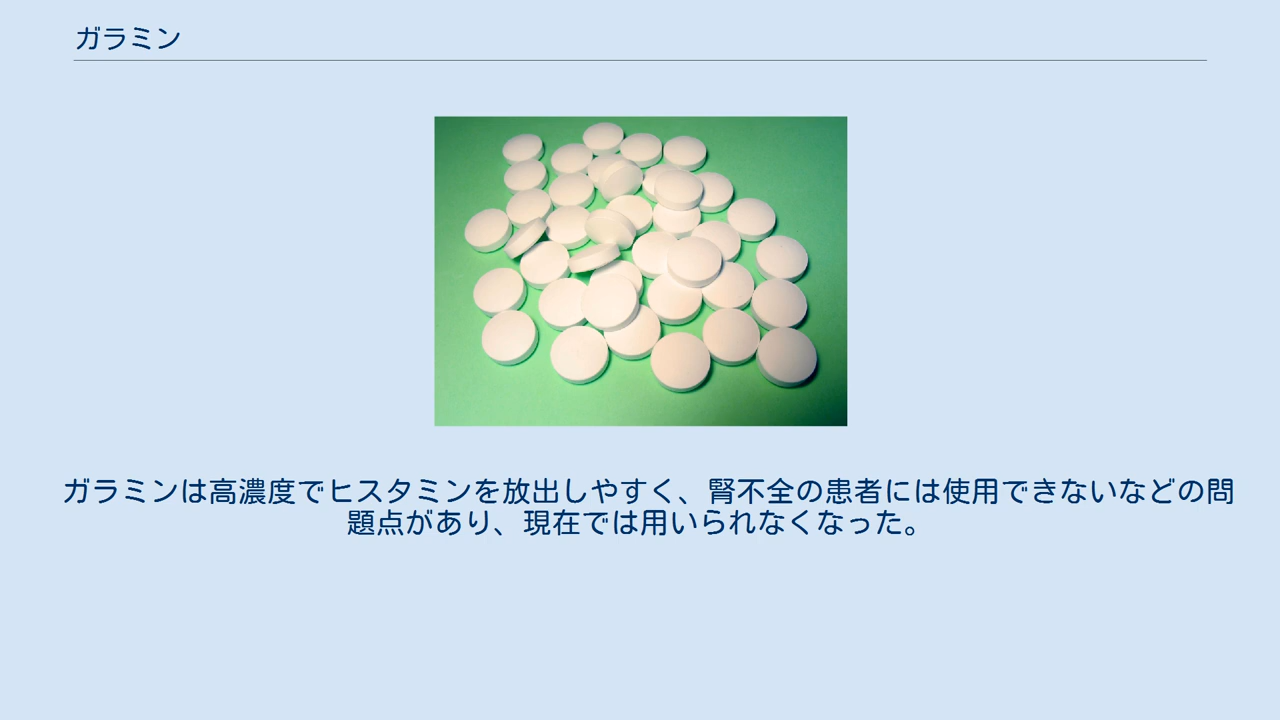 ガラミン
ガラミンは高濃度でヒスタミンを放出しやすく、腎不全の患者には使用できないなどの問
題点があり、現在では用いられなくなった。